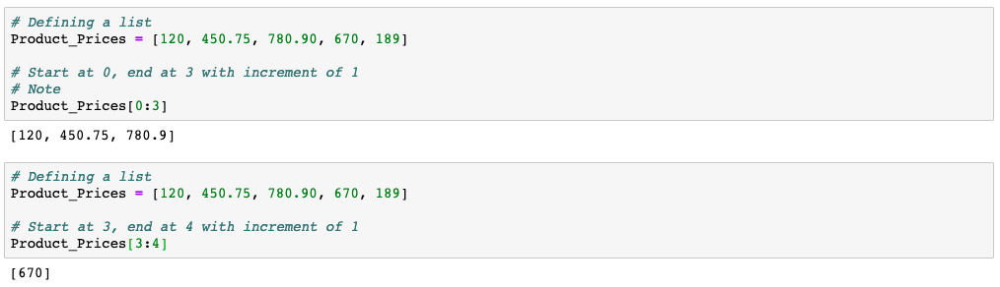 # Defining a list
Product_Prices = [120, 450.75, 780.90, 670, 189]
# Start at 0, end at 3 with increment of 1
# Note
Product_Prices[0:3]
[120, 450.75, 780.9]
# Defining a list
Product_Prices = [120, 450.75, 780.90, 670, 189]
# Start at 3, end at 4 with increment of 1
Product_Prices[3:4]
[670]